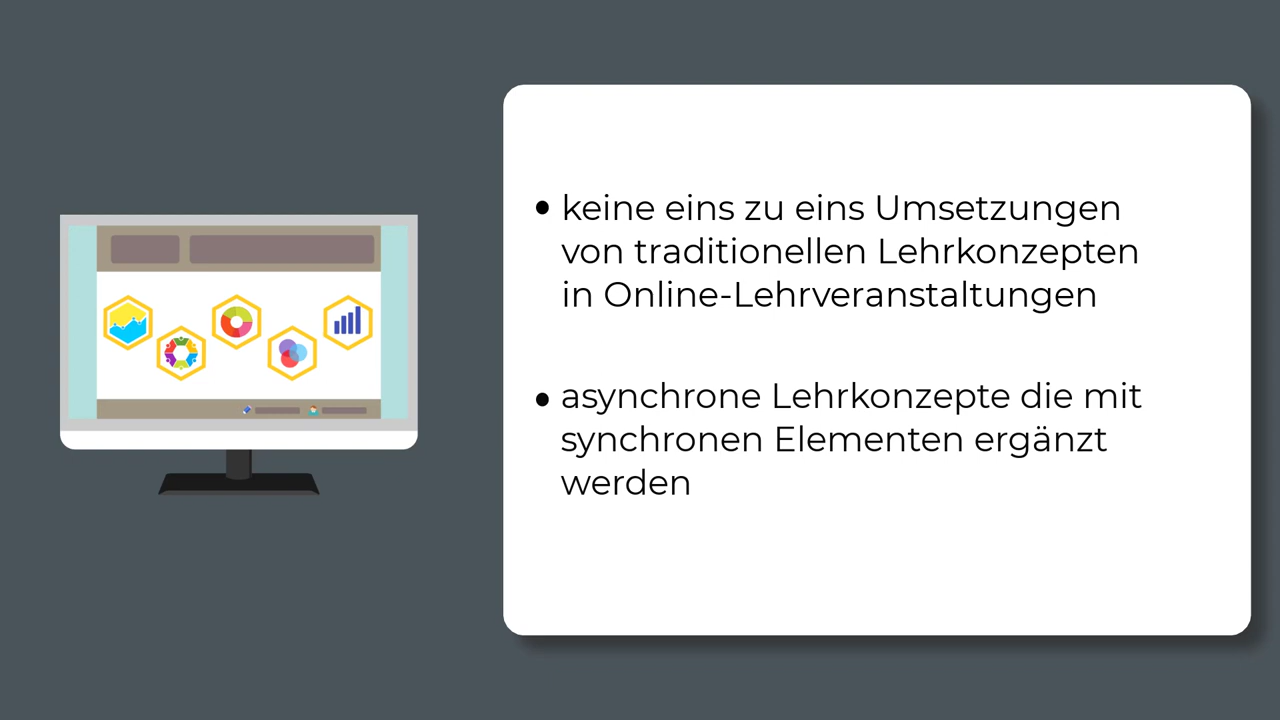 • keine eins zu eins Umsetzungen
von traditionellen Lehrkonzepten
in Online-Lehrveranstaltungen
• asynchrone Lehrkonzepte die mit
synchronen Elementen ergänzt
werden